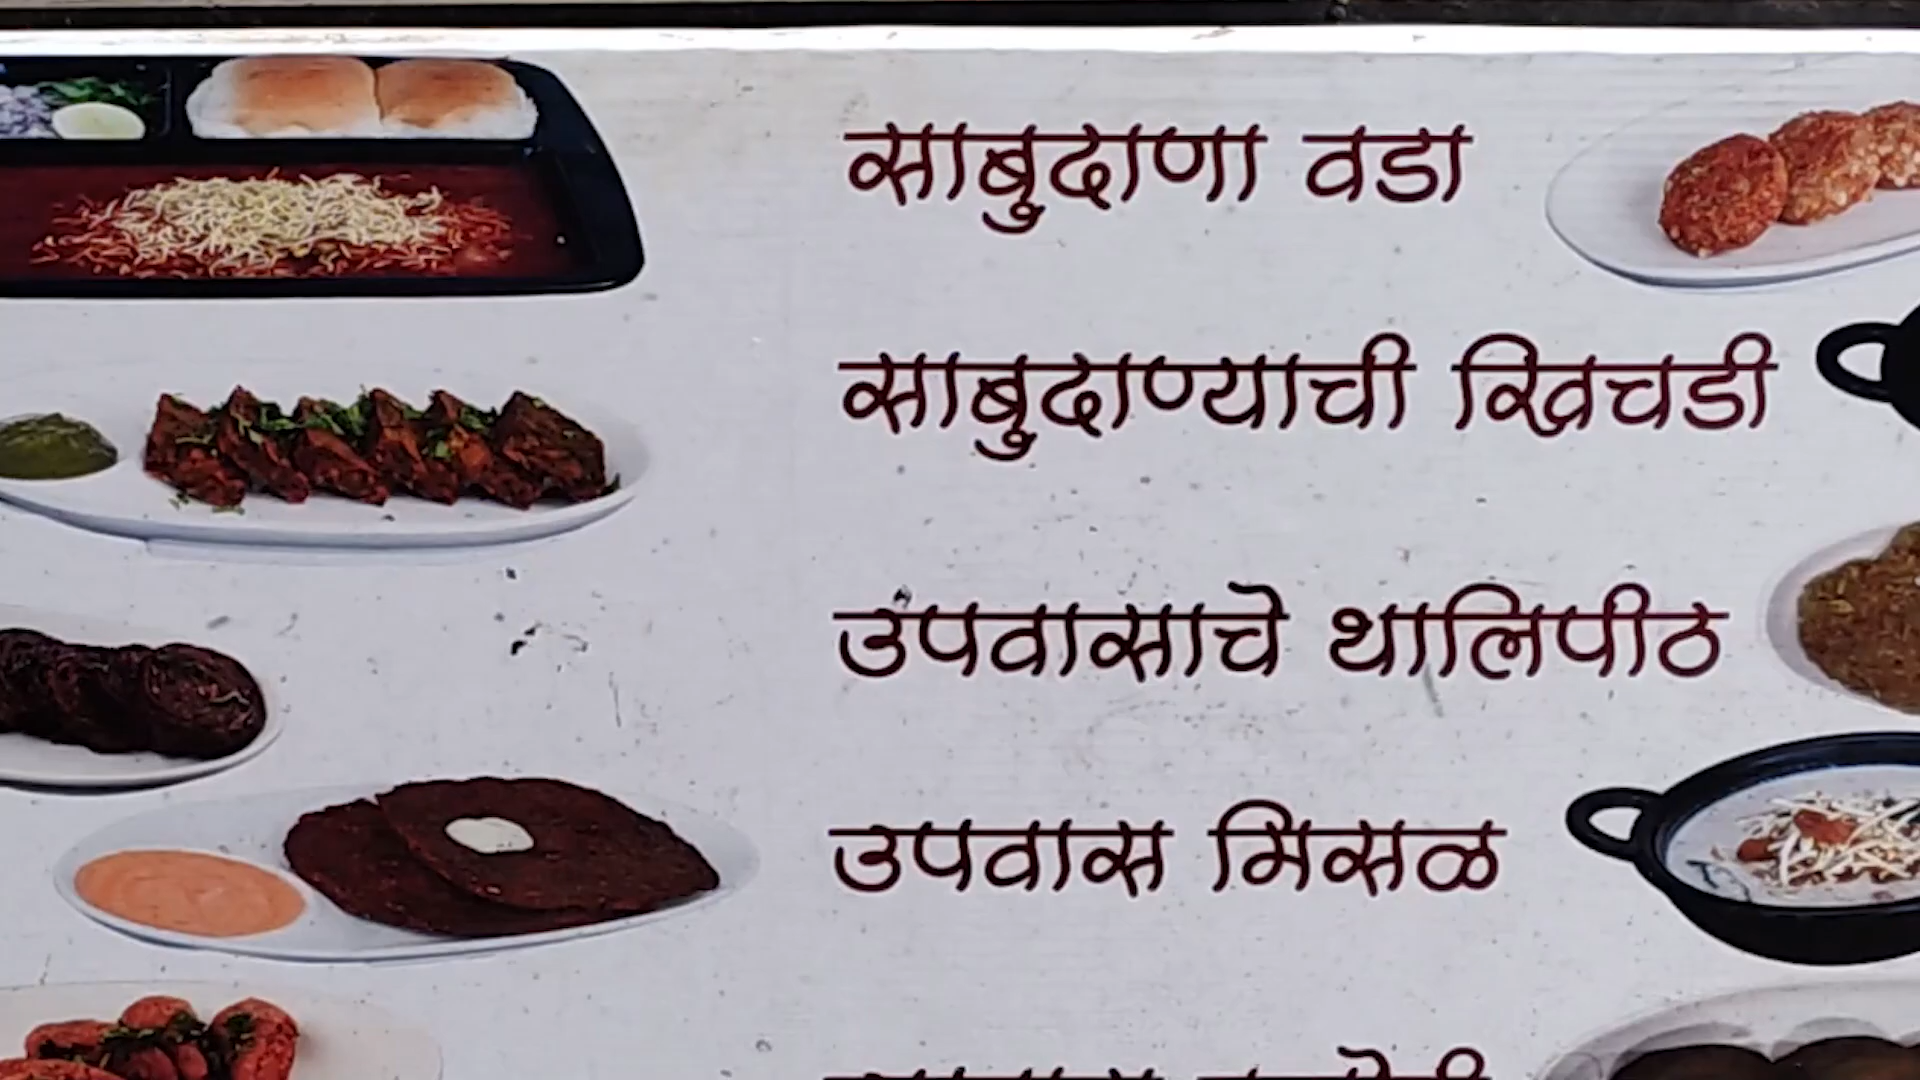 साबुदाणा वडा
साबुदाण्याची खिचडी
उपवासाचे थालिपीठ
उपवास मिसळ